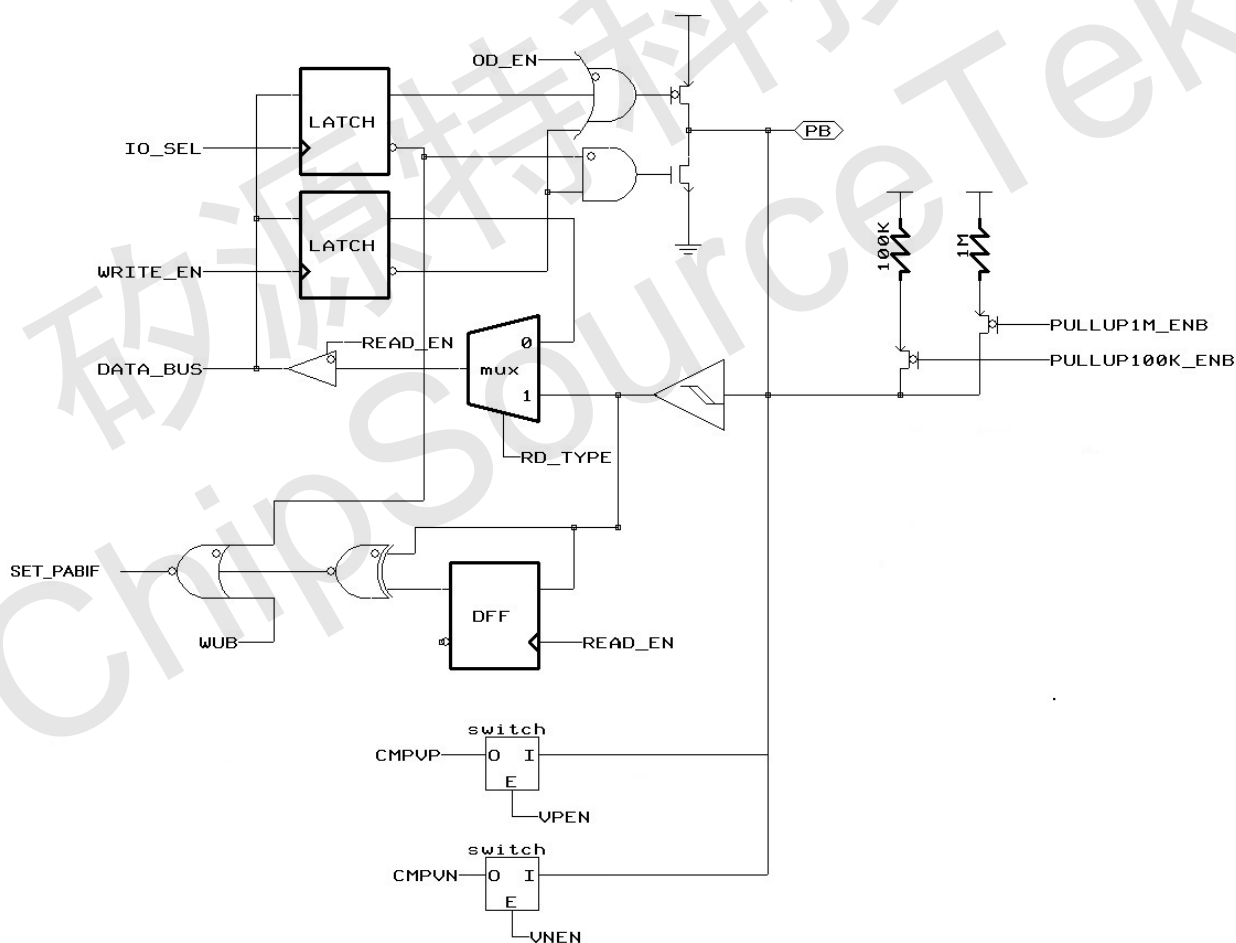 矽源特科技
ChipSourceTek
OD_EN
LATCH
IO_SEL
PB
LATCH
WRITE_EN
100K
1M
READ_EN
0
mux
1
DATA_BUS
PULLUP1M_ENB
PULLUP100K_ENB
RD_TYPE
SET_PABIF
DFF
WUB
READ_EN
switch
CMPVP
O I
E
VPEN
switch
CMPVN
O I
E
VNEN